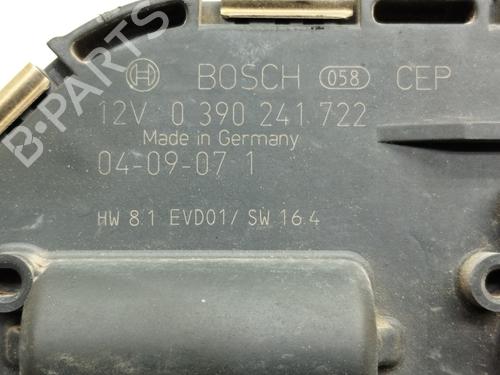 BOSCH 058 CEP
12V 0 390 241 722
Made in Germany
04-09-07 1
HW 8.1 EVD01/ SW 16.4